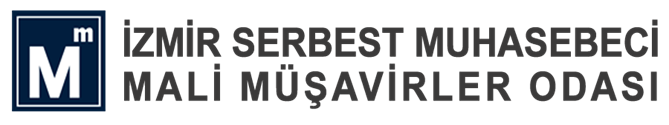 Mm
İZMİR SERBEST MUHASEBECİ
MALİ MÜŞAVİRLER ODASI